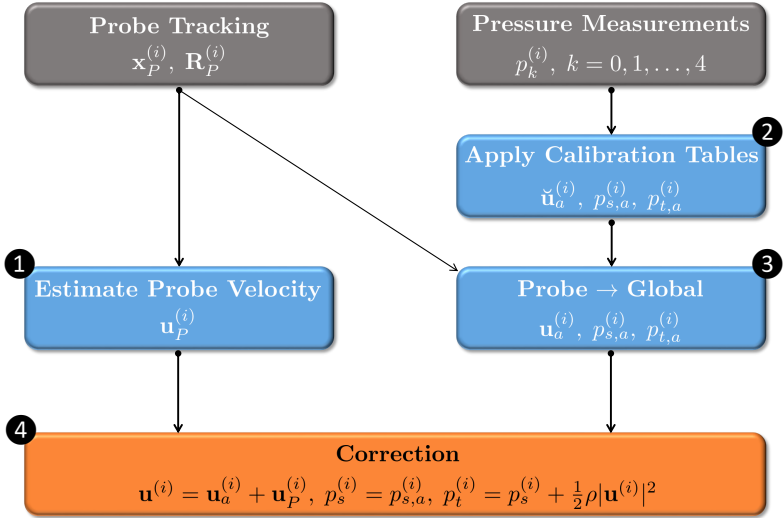 Probe Tracking
𝐱_P^(i), 𝐑_P^(i)
Pressure Measurements
p_k^(i), k = 0, 1, . . . , 4
2
Apply Calibration Tables
ŭ_a^(i), p_{s,a}^(i), p_{t,a}^(i)
1
Estimate Probe Velocity
𝐮_P^(i)
3
Probe → Global
𝐮_a^(i), p_{s,a}^(i), p_{t,a}^(i)
4
Correction
𝐮^(i) = 𝐮_a^(i) + 𝐮_P^(i), p_s^(i) = p_{s,a}^(i), p_t^(i) = p_s^(i) + ½ρ|𝐮^(i)|²